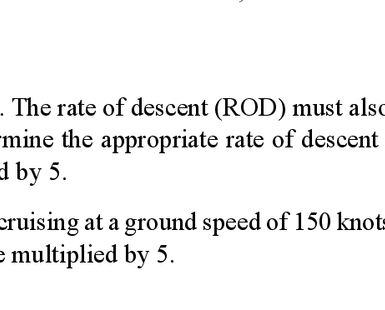 . The rate of descent (ROD) must also
rmine the appropriate rate of descent
d by 5.
cruising at a ground speed of 150 knots
e multiplied by 5.